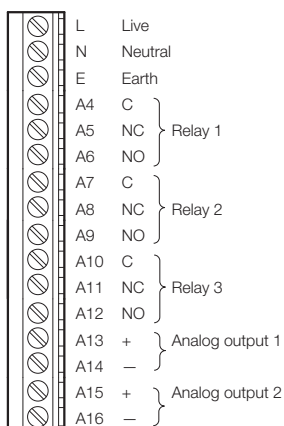 L Live
N Neutral
E Earth
A4 C
A5 NC Relay 1
A6 NO
A7 C
A8 NC Relay 2
A9 NO
A10 C
A11 NC Relay 3
A12 NO
A13 + Analog output 1
A14 —
A15 + Analog output 2
A16 —